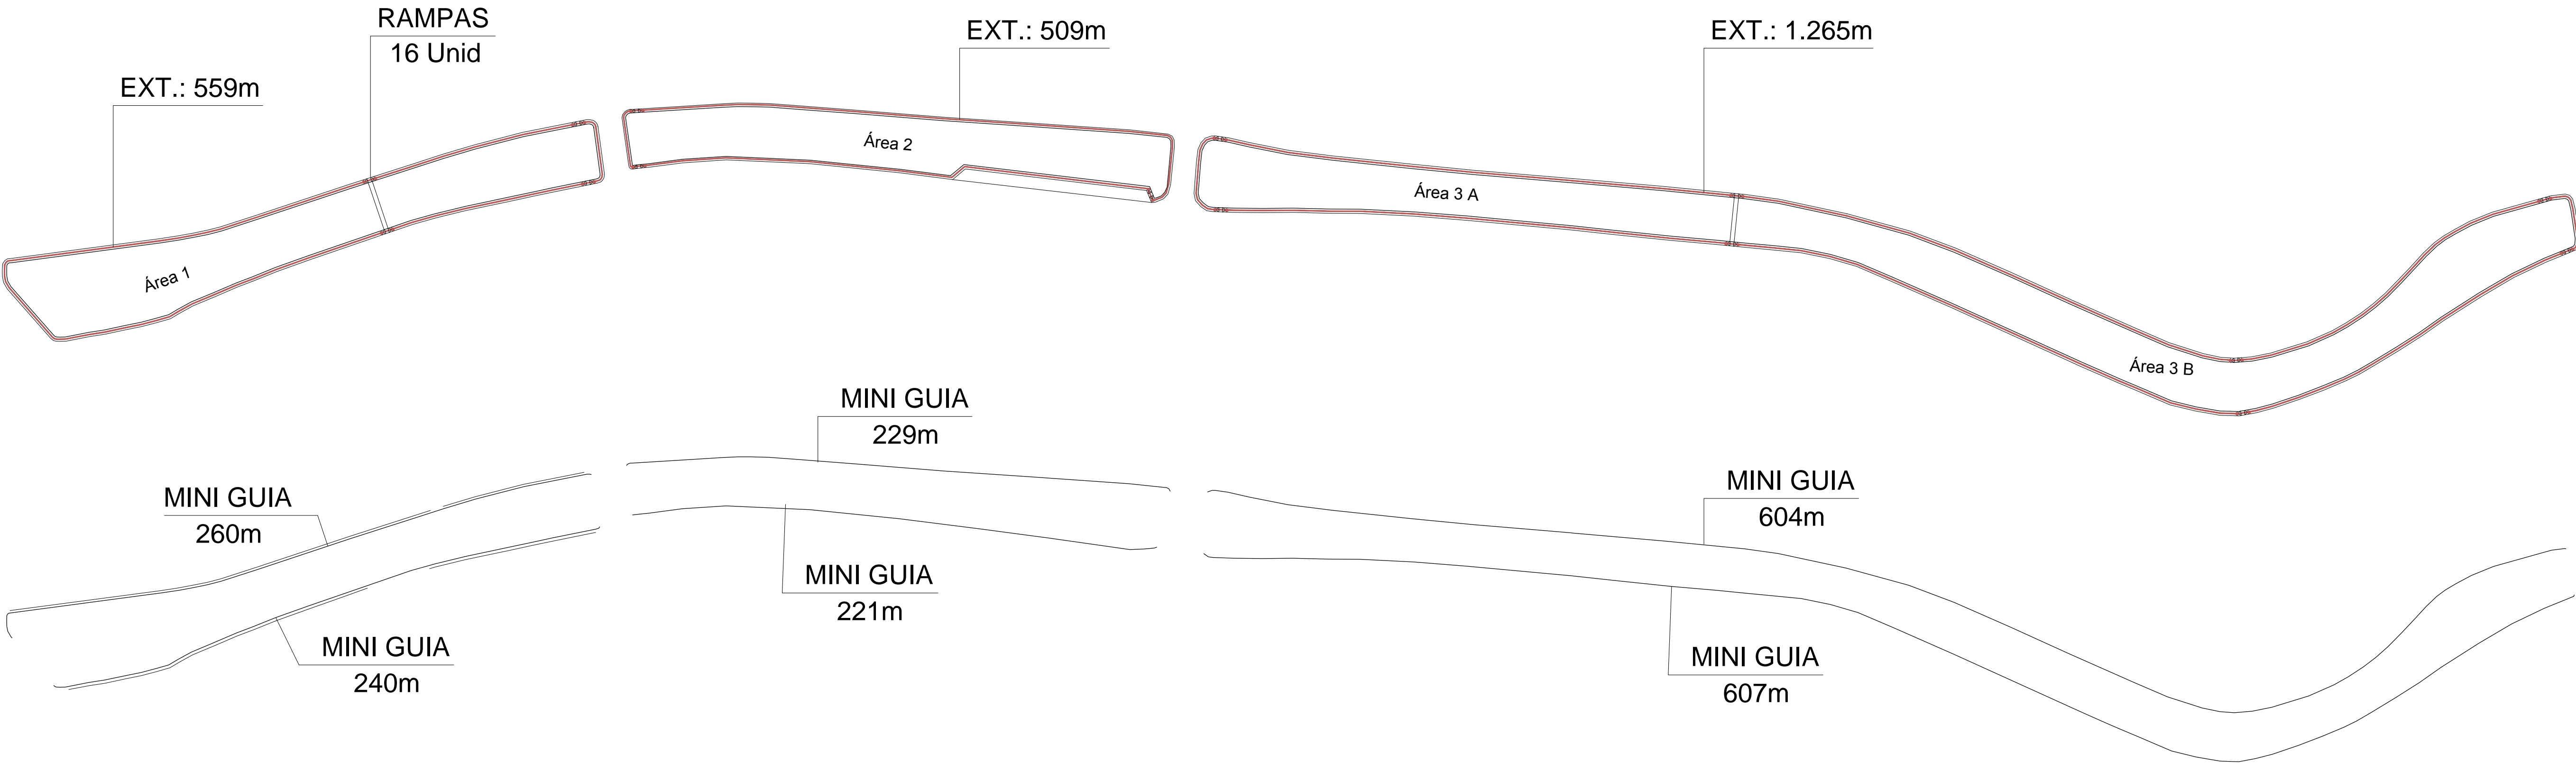 RAMPAS
16 Unid
EXT.: 559m
EXT.: 509m
EXT.: 1.265m
Área 1
Área 2
Área 3 A
Área 3 B
MINI GUIA
260m
MINI GUIA
240m
MINI GUIA
229m
MINI GUIA
221m
MINI GUIA
604m
MINI GUIA
607m